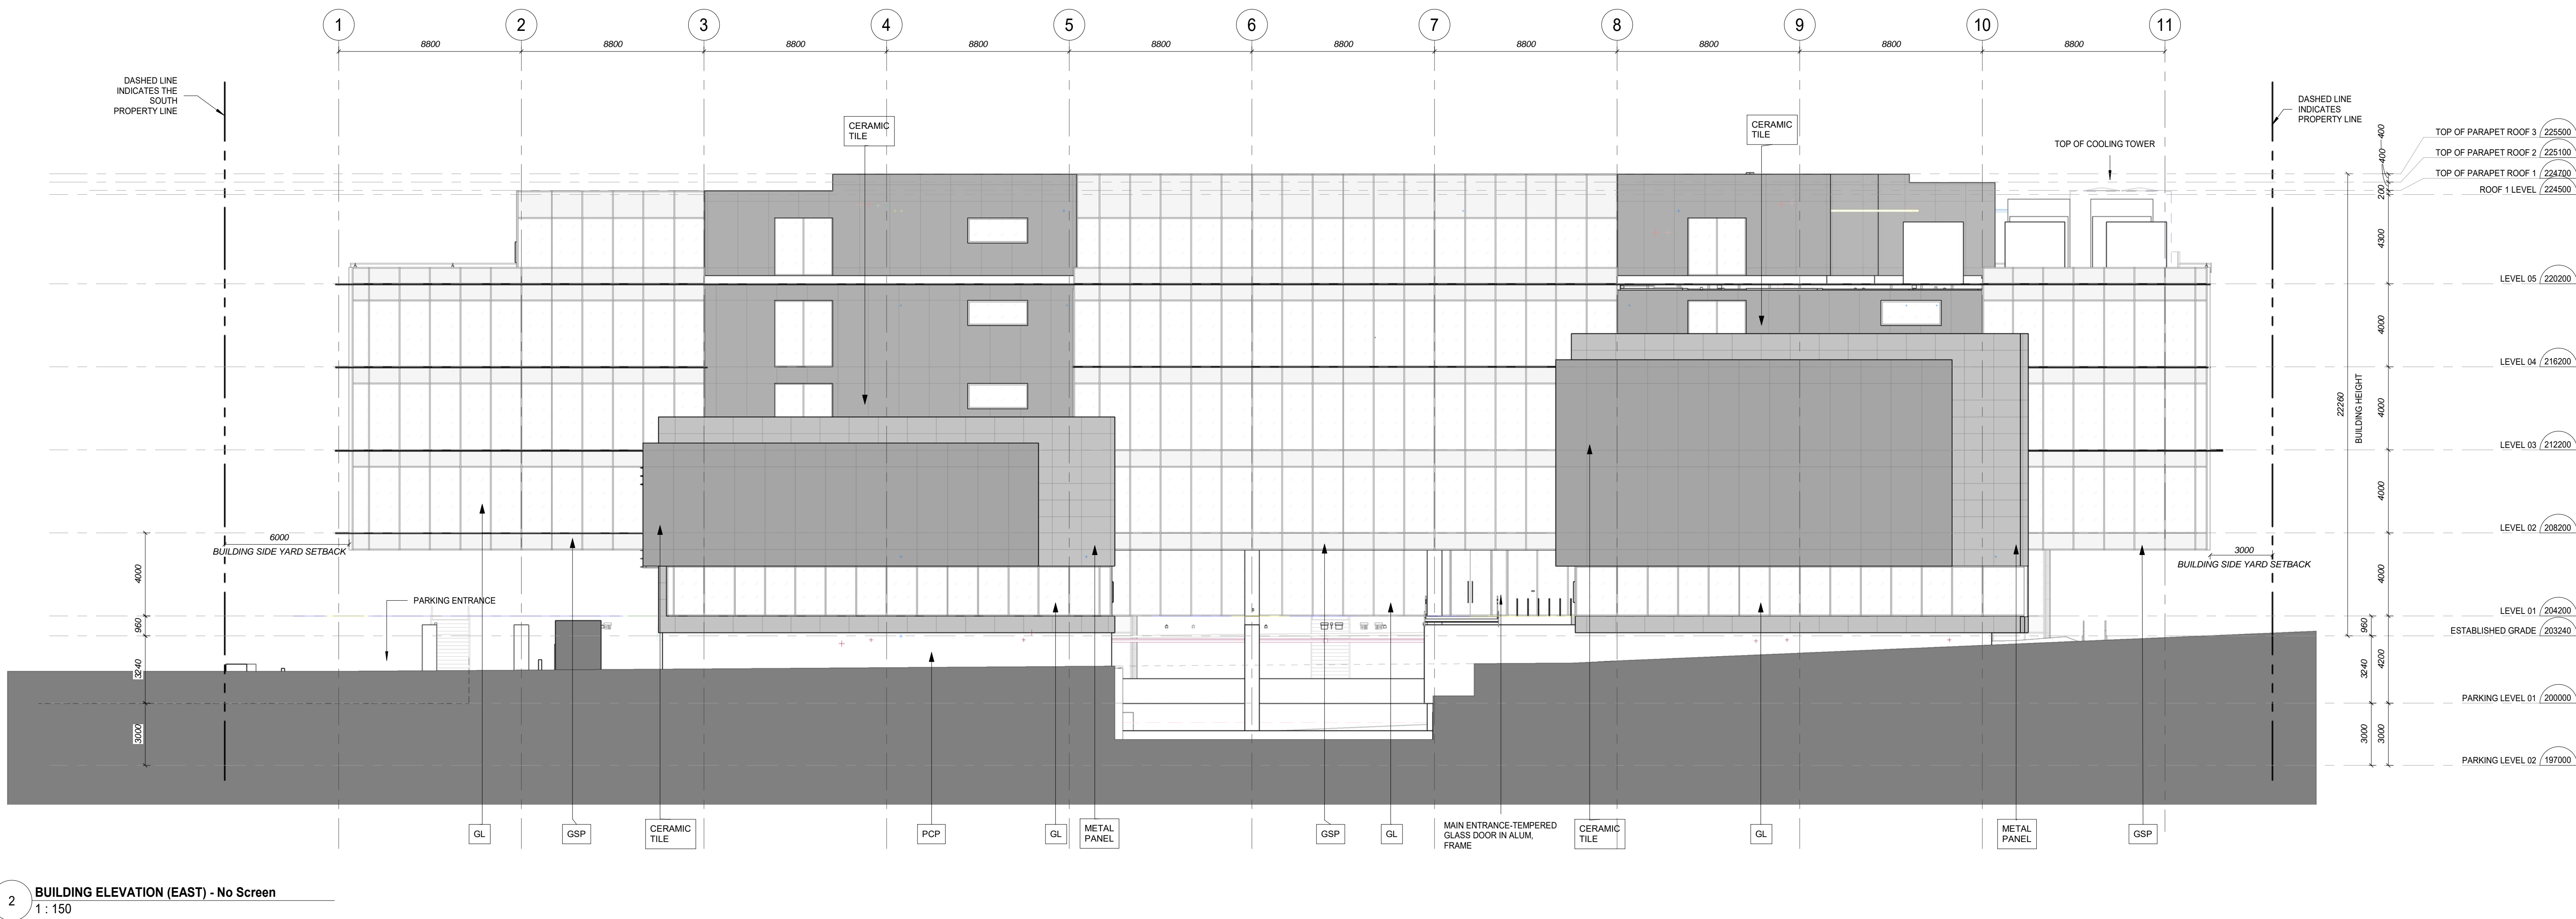 1
2
3
4
5
6
7
8
9
10
11
8800
8800
8800
8800
8800
8800
8800
8800
8800
8800
DASHED LINE
INDICATES THE
SOUTH
PROPERTY LINE
CERAMIC
TILE
CERAMIC
TILE
TOP OF COOLING TOWER
DASHED LINE
INDICATES
PROPERTY LINE
TOP OF PARAPET ROOF 3 225500
TOP OF PARAPET ROOF 2 225100
TOP OF PARAPET ROOF 1 224700
ROOF 1 LEVEL 224500
LEVEL 05 220200
LEVEL 04 216200
LEVEL 03 212200
LEVEL 02 208200
LEVEL 01 204200
ESTABLISHED GRADE 203240
PARKING LEVEL 01 200000
PARKING LEVEL 02 197000
400
400
200
4300
4000
4000
4000
4000
4200
3000
22260
BUILDING HEIGHT
960
3240
3000
6000
BUILDING SIDE YARD SETBACK
3000
BUILDING SIDE YARD SETBACK
4000
960
3240
3000
PARKING ENTRANCE
GL
GSP
CERAMIC
TILE
PCP
GL
METAL
PANEL
GSP
GL
MAIN ENTRANCE-TEMPERED
GLASS DOOR IN ALUM,
FRAME
CERAMIC
TILE
GL
METAL
PANEL
GSP
2
BUILDING ELEVATION (EAST) - No Screen
1 : 150